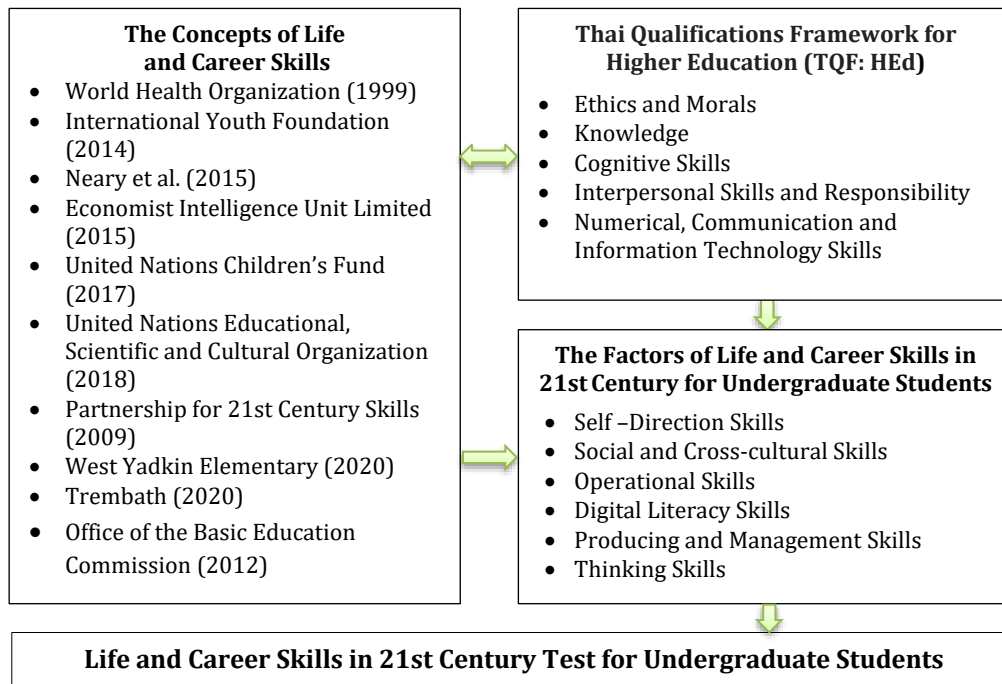 The Concepts of Life
and Career Skills
• World Health Organization (1999)
• International Youth Foundation
(2014)
• Neary et al. (2015)
• Economist Intelligence Unit Limited
(2015)
• United Nations Children’s Fund
(2017)
• United Nations Educational,
Scientific and Cultural Organization
(2018)
• Partnership for 21st Century Skills
(2009)
• West Yadkin Elementary (2020)
• Trembath (2020)
• Office of the Basic Education
Commission (2012)
Thai Qualifications Framework for
Higher Education (TQF: HEd)
• Ethics and Morals
• Knowledge
• Cognitive Skills
• Interpersonal Skills and Responsibility
• Numerical, Communication and
Information Technology Skills
The Factors of Life and Career Skills in
21st Century for Undergraduate Students
• Self –Direction Skills
• Social and Cross-cultural Skills
• Operational Skills
• Digital Literacy Skills
• Producing and Management Skills
• Thinking Skills
Life and Career Skills in 21st Century Test for Undergraduate Students